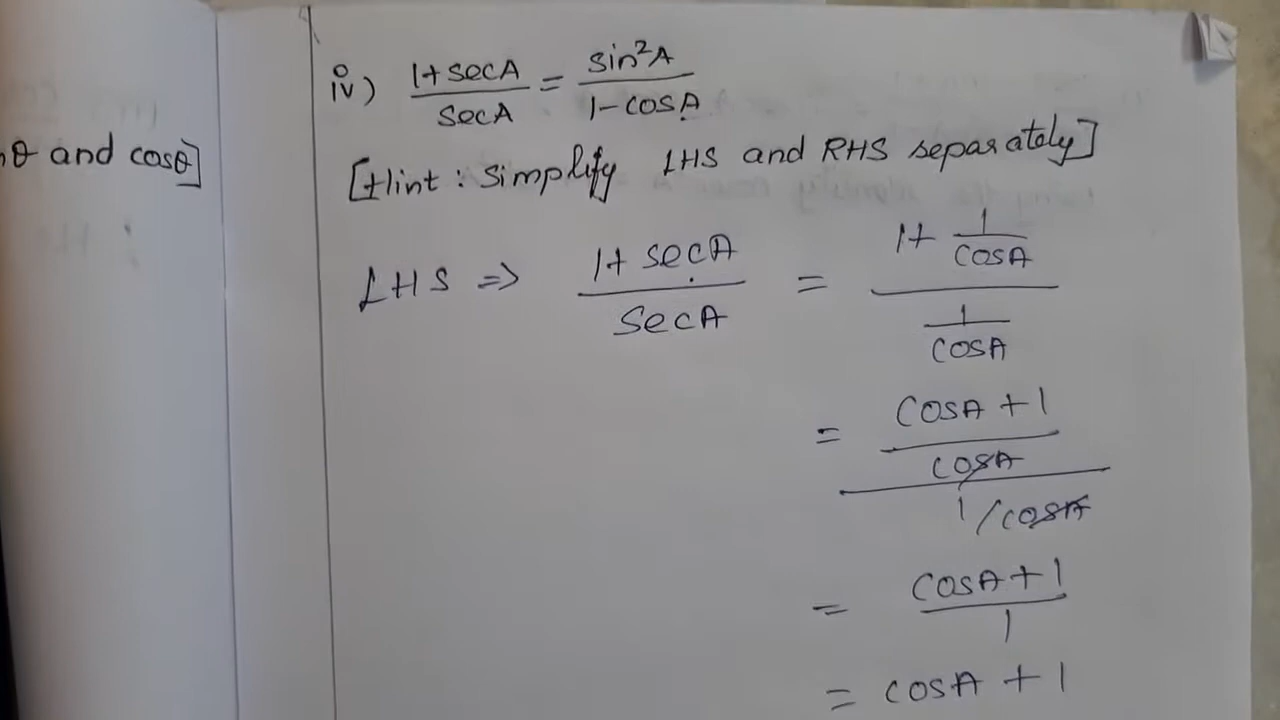 θ and cosθ]
iv) (1+secA)/(secA) = (sin²A)/(1-cosA)
[Hint : simplify LHS and RHS separately]
LHS => (1+ secA)/(secA) = (1+ 1/cosA)/(1/cosA)
= ((cosA + 1)/cosA)/(1/cosA)
= (cosA + 1)/1
= cosA + 1